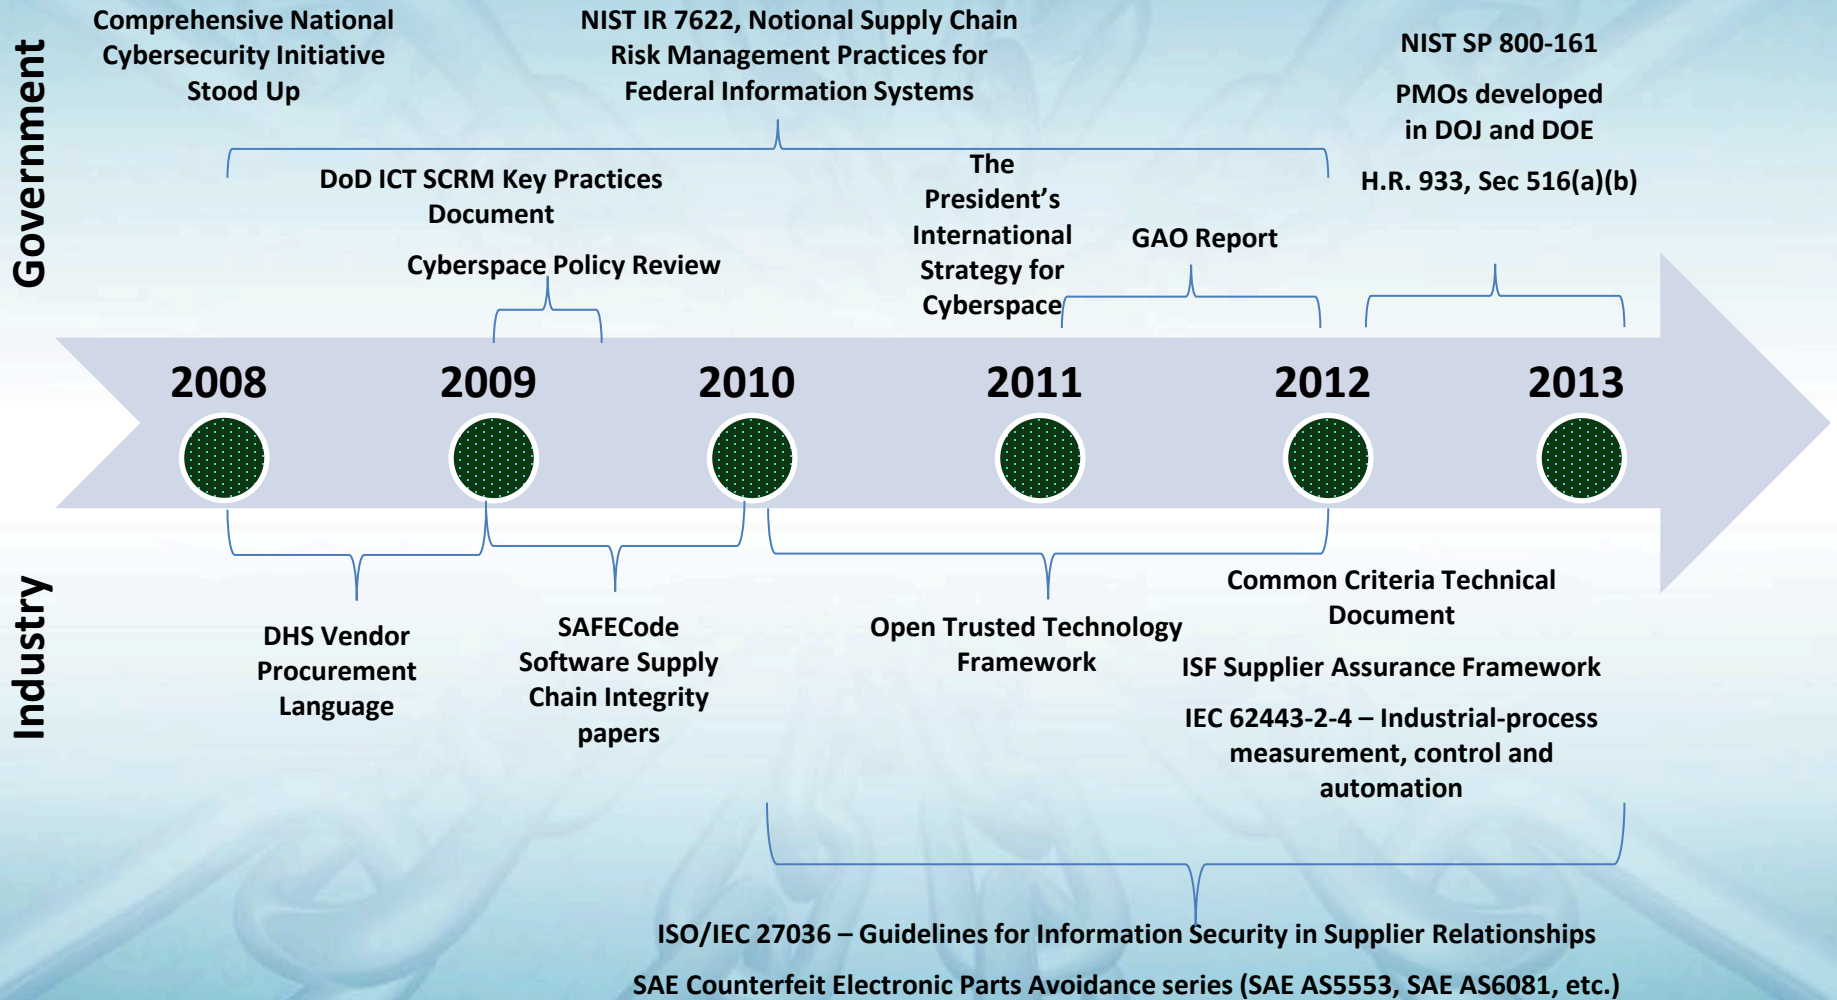 Government
Comprehensive National
Cybersecurity Initiative
Stood Up
NIST IR 7622, Notional Supply Chain
Risk Management Practices for
Federal Information Systems
NIST SP 800-161
PMOs developed
in DOJ and DOE
H.R. 933, Sec 516(a)(b)
DoD ICT SCRM Key Practices
Document
Cyberspace Policy Review
The
President’s
International
Strategy for
Cyberspace
GAO Report
2008
2009
2010
2011
2012
2013
Industry
DHS Vendor
Procurement
Language
SAFECode
Software Supply
Chain Integrity
papers
Open Trusted Technology
Framework
Common Criteria Technical
Document
ISF Supplier Assurance Framework
IEC 62443-2-4 – Industrial-process
measurement, control and
automation
ISO/IEC 27036 – Guidelines for Information Security in Supplier Relationships
SAE Counterfeit Electronic Parts Avoidance series (SAE AS5553, SAE AS6081, etc.)